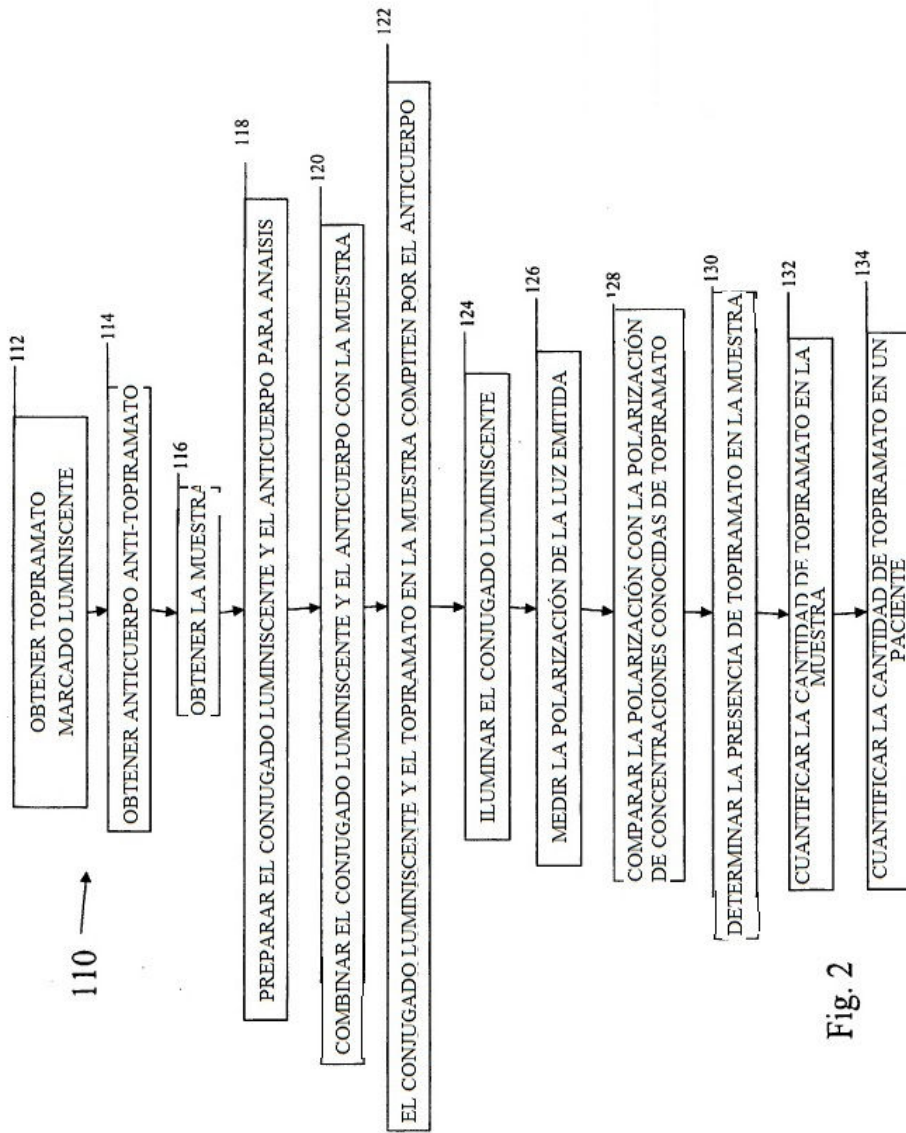 110
112
OBTENER TOPIRAMATO
MARCADO LUMINISCENTE
114
OBTENER ANTICUERPO ANTI-TOPIRAMATO
116
OBTENER LA MUESTRA
118
PREPARAR EL CONJUGADO LUMINISCENTE Y EL ANTICUERPO PARA ANAISIS
120
COMBINAR EL CONJUGADO LUMINISCENTE Y EL ANTICUERPO CON LA MUESTRA
122
EL CONJUGADO LUMINISCENTE Y EL TOPIRAMATO EN LA MUESTRA COMPITEN POR EL ANTICUERPO
124
ILUMINAR EL CONJUGADO LUMINISCENTE
126
MEDIR LA POLARIZACIÓN DE LA LUZ EMITIDA
128
COMPARAR LA POLARIZACIÓN CON LA POLARIZACIÓN
DE CONCENTRACIONES CONOCIDAS DE TOPIRAMATO
130
DETERMINAR LA PRESENCIA DE TOPIRAMATO EN LA MUESTRA
132
CUANTIFICAR LA CANTIDAD DE TOPIRAMATO EN LA
MUESTRA
134
CUANTIFICAR LA CANTIDAD DE TOPIRAMATO EN UN
PACIENTE
Fig. 2